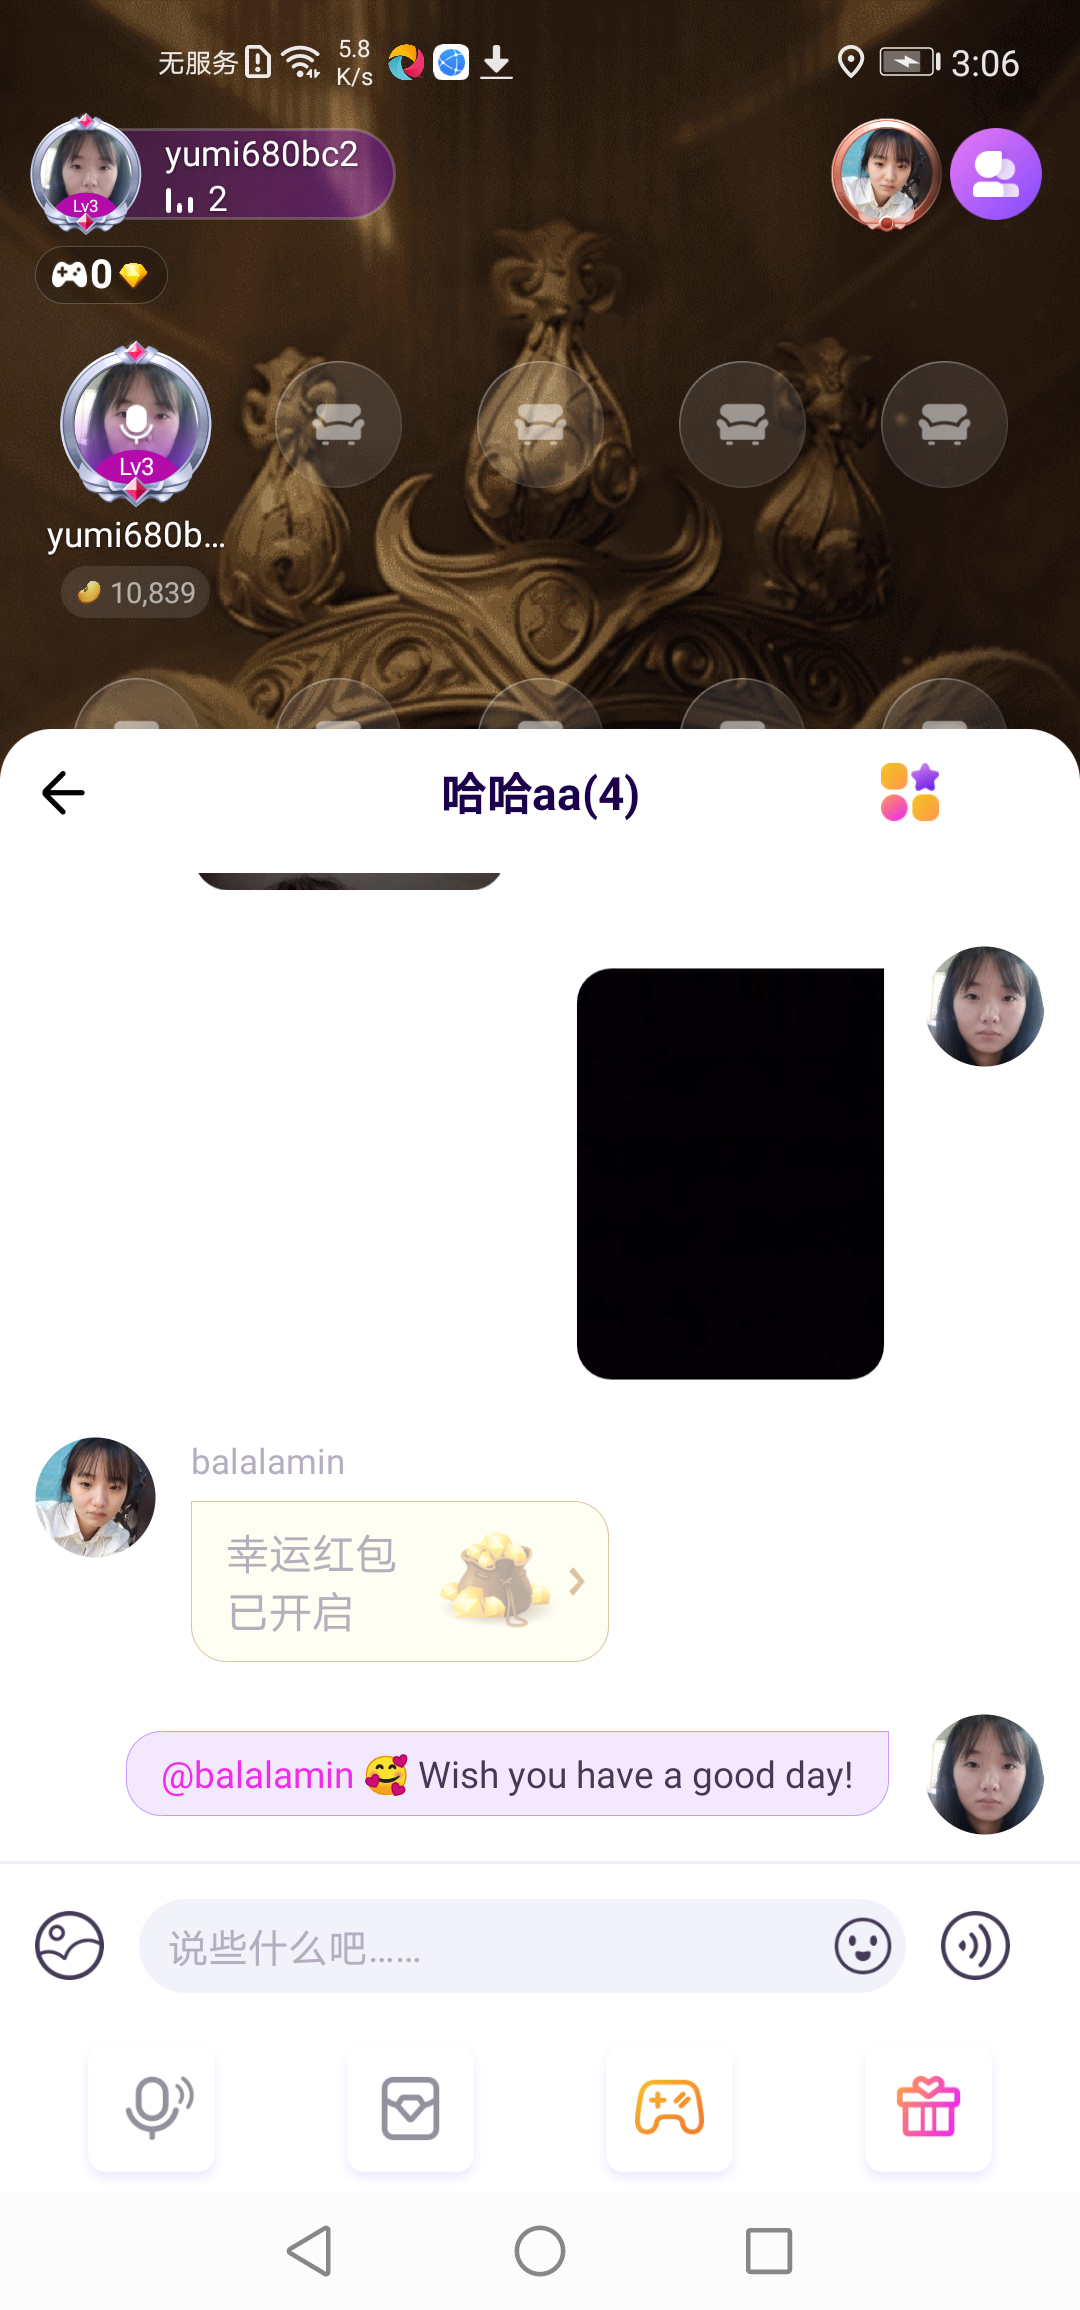 无服务 5.8 K/s 3:06
yumi680bc2
Lv3
2
0
Lv3
yumi680b...
10,839
哈哈aa(4)
balalamin
幸运红包
已开启
@balalamin 🥰 Wish you have a good day!
说些什么吧......